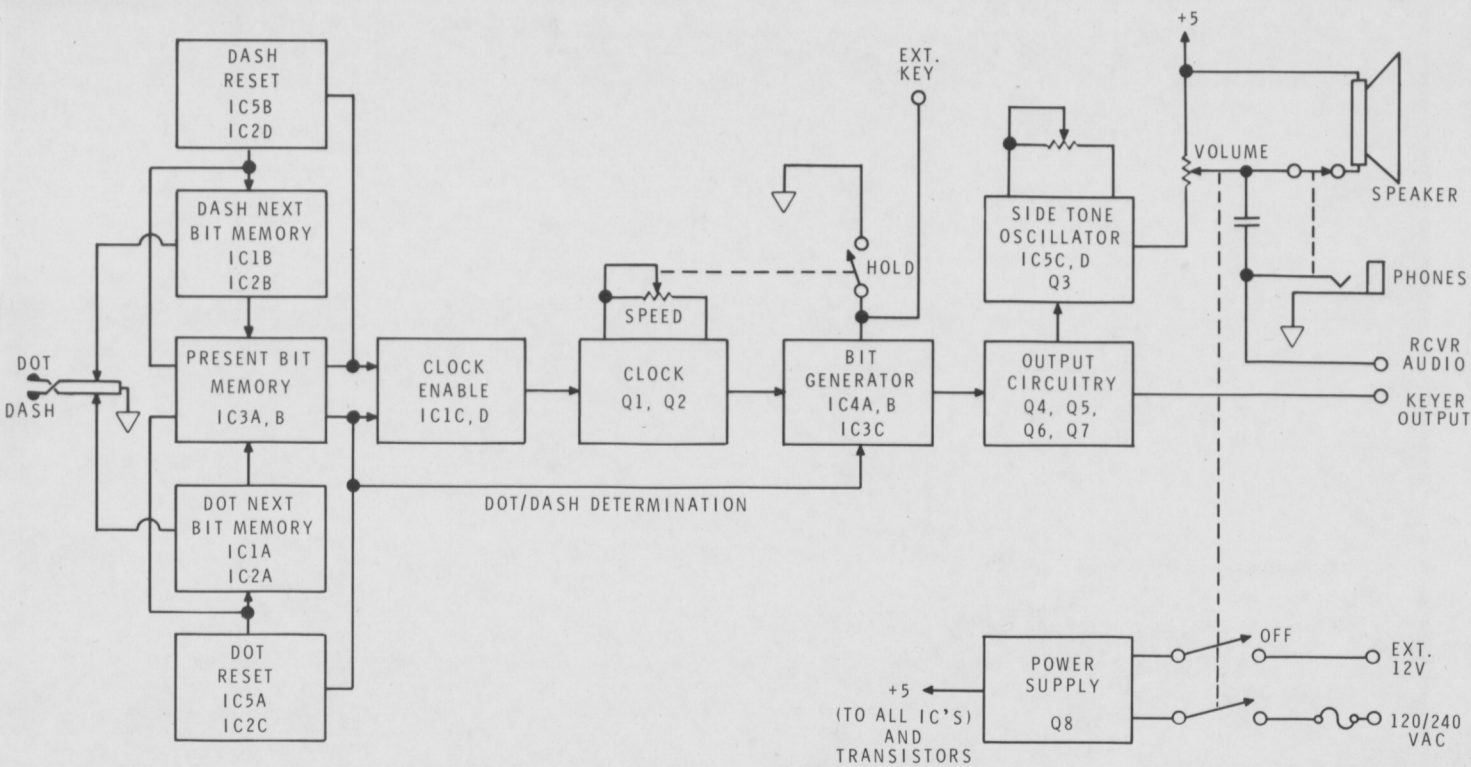 DASH
RESET
IC5B
IC2D
DASH NEXT
BIT MEMORY
IC1B
IC2B
PRESENT BIT
MEMORY
IC3A, B
DOT NEXT
BIT MEMORY
IC1A
IC2A
DOT
RESET
IC5A
IC2C
DOT
DASH
CLOCK
ENABLE
IC1C, D
SPEED
CLOCK
Q1, Q2
DOT/DASH DETERMINATION
EXT.
KEY
HOLD
BIT
GENERATOR
IC4A, B
IC3C
SIDE TONE
OSCILLATOR
IC5C, D
Q3
OUTPUT
CIRCUITRY
Q4, Q5,
Q6, Q7
+5
VOLUME
SPEAKER
PHONES
RCVR
AUDIO
KEYER
OUTPUT
POWER
SUPPLY
Q8
+5
(TO ALL IC'S)
AND
TRANSISTORS
OFF
EXT.
12V
120/240
VAC